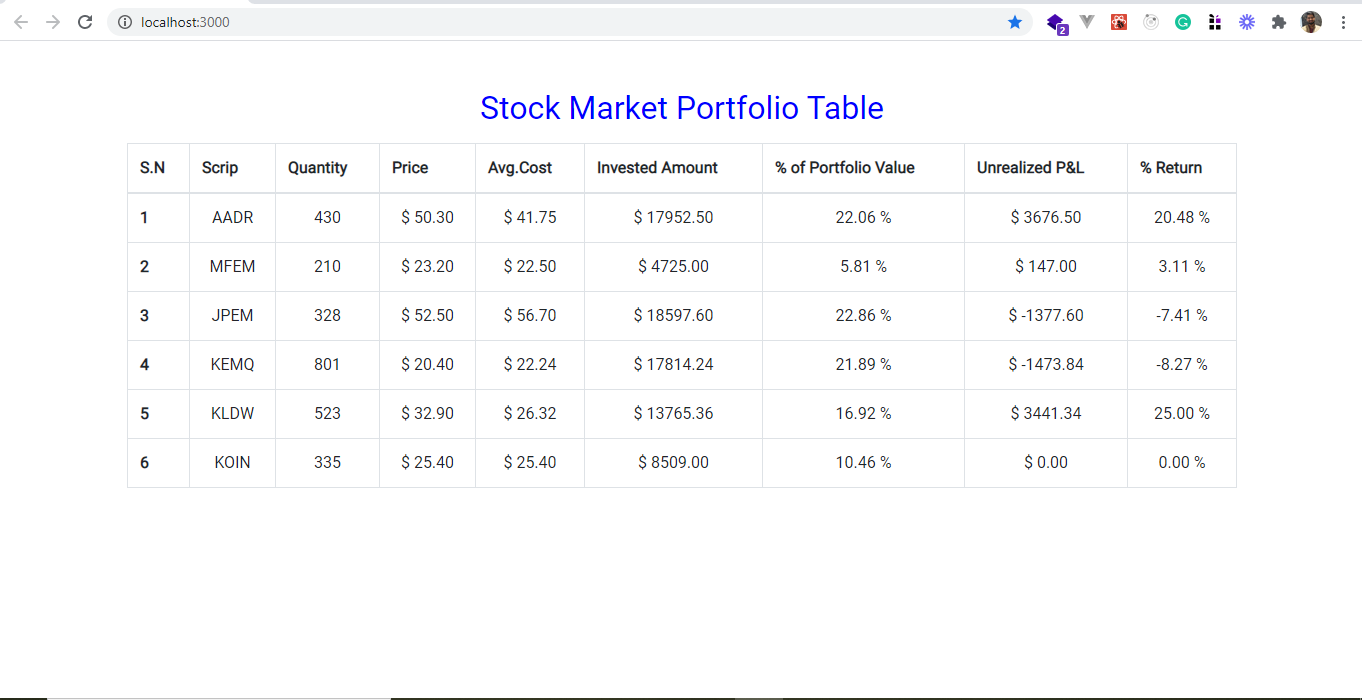 localhost:3000
2
Stock Market Portfolio Table
S.N Scrip Quantity Price Avg.Cost Invested Amount % of Portfolio Value Unrealized P&L % Return
1 AADR 430 $ 50.30 $ 41.75 $ 17952.50 22.06 % $ 3676.50 20.48 %
2 MFEM 210 $ 23.20 $ 22.50 $ 4725.00 5.81 % $ 147.00 3.11 %
3 JPEM 328 $ 52.50 $ 56.70 $ 18597.60 22.86 % $ -1377.60 -7.41 %
4 KEMQ 801 $ 20.40 $ 22.24 $ 17814.24 21.89 % $ -1473.84 -8.27 %
5 KLDW 523 $ 32.90 $ 26.32 $ 13765.36 16.92 % $ 3441.34 25.00 %
6 KOIN 335 $ 25.40 $ 25.40 $ 8509.00 10.46 % $ 0.00 0.00 %